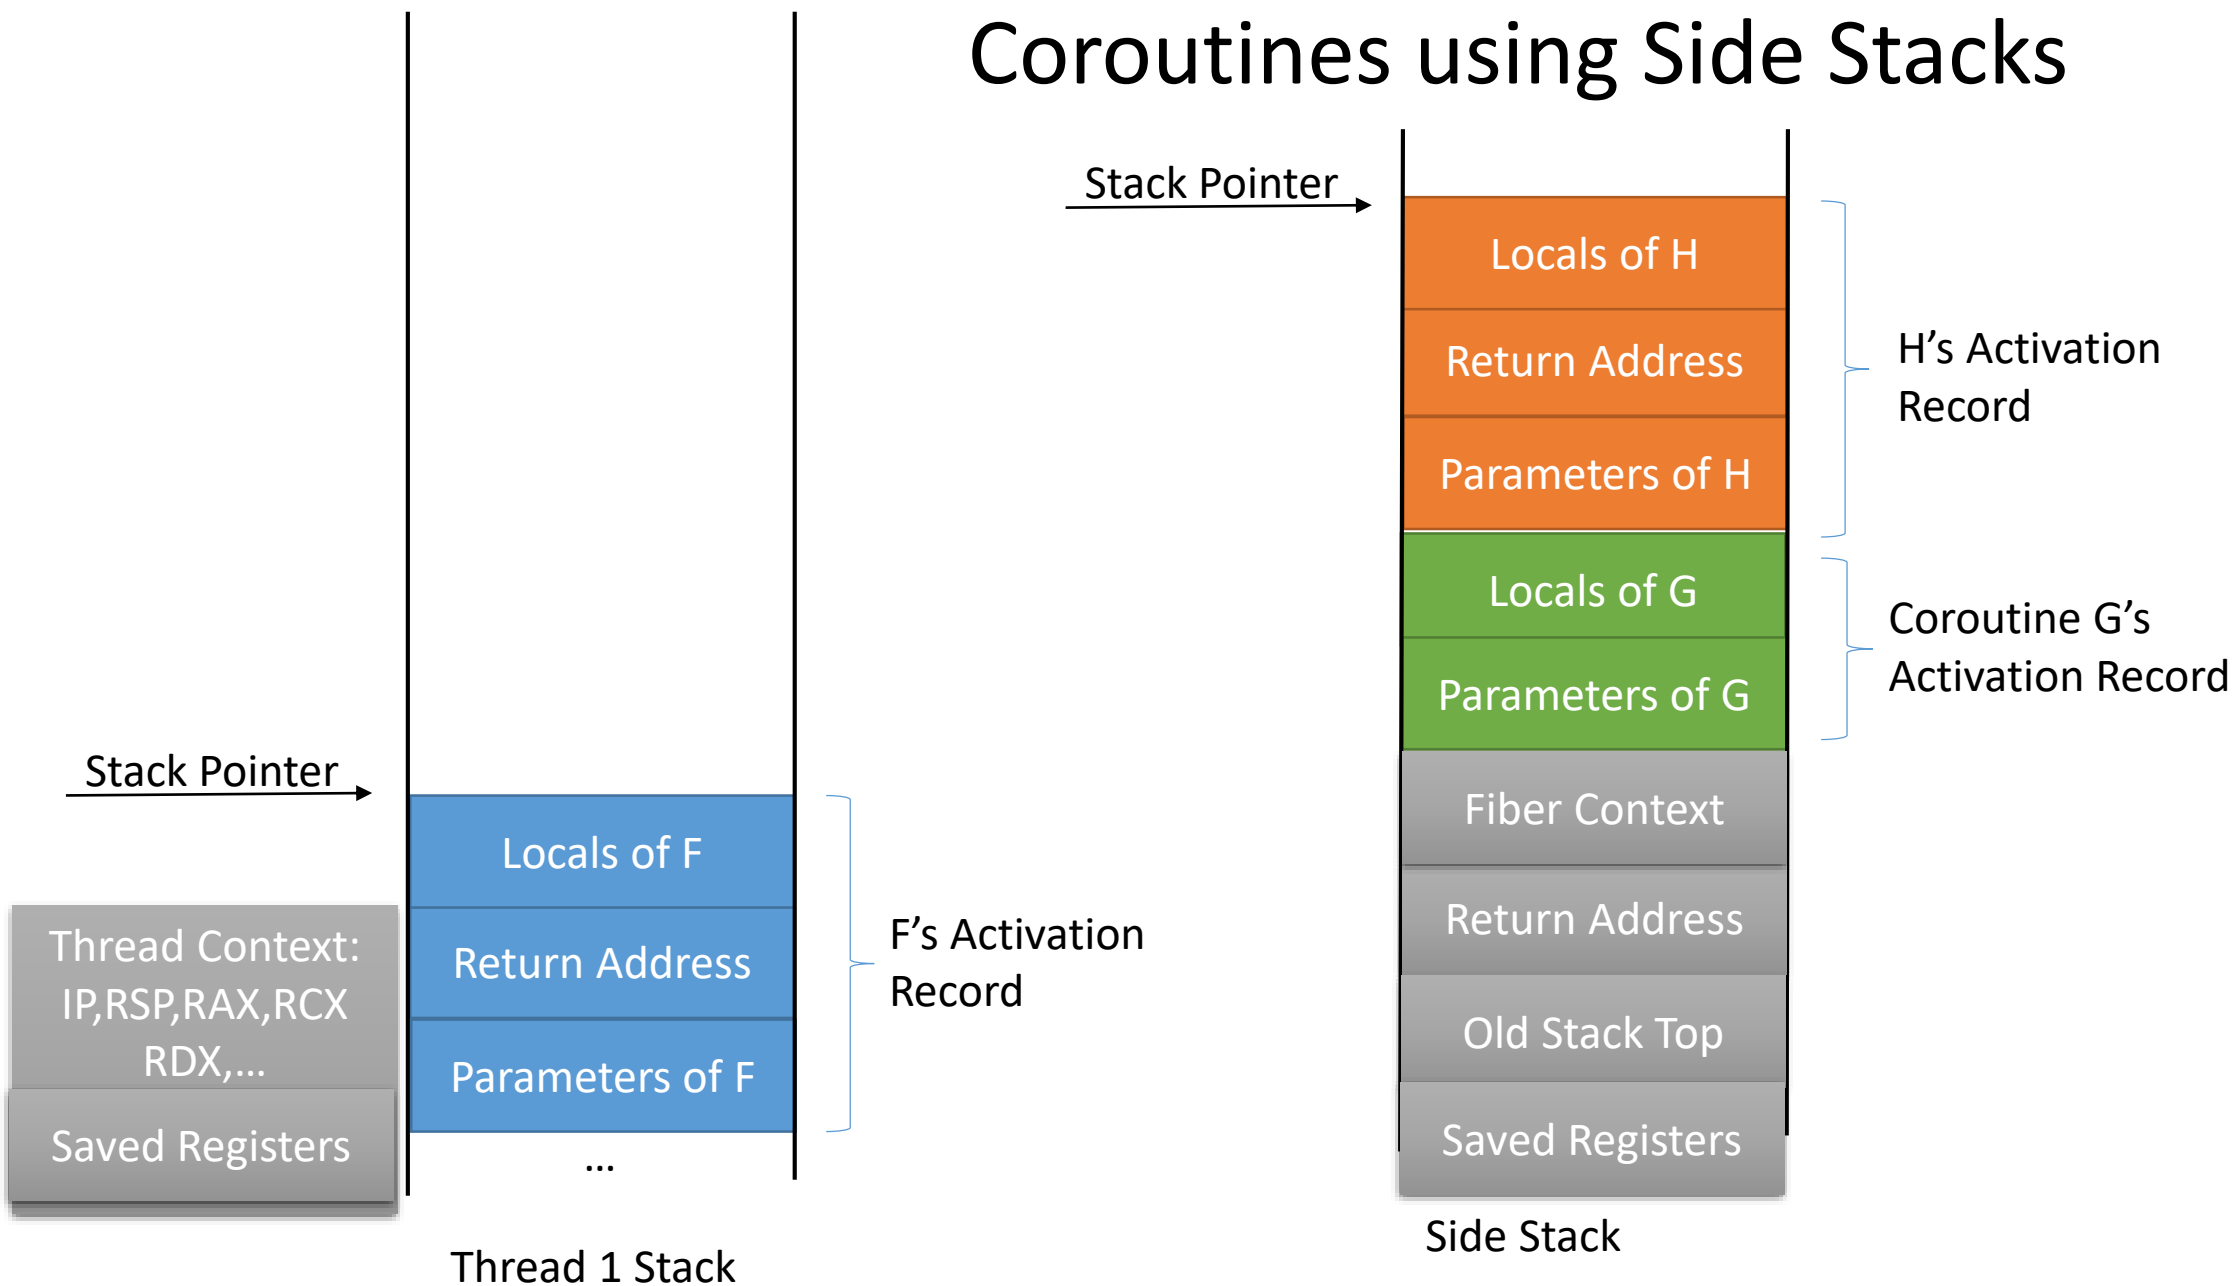 Coroutines using Side Stacks
Stack Pointer
Locals of H
Return Address
Parameters of H
H’s Activation
Record
Locals of G
Parameters of G
Coroutine G’s
Activation Record
Fiber Context
Return Address
Old Stack Top
Saved Registers
Side Stack
Stack Pointer
Locals of F
Return Address
Parameters of F
...
F’s Activation
Record
Thread Context:
IP,RSP,RAX,RCX
RDX,...
Saved Registers
Thread 1 Stack